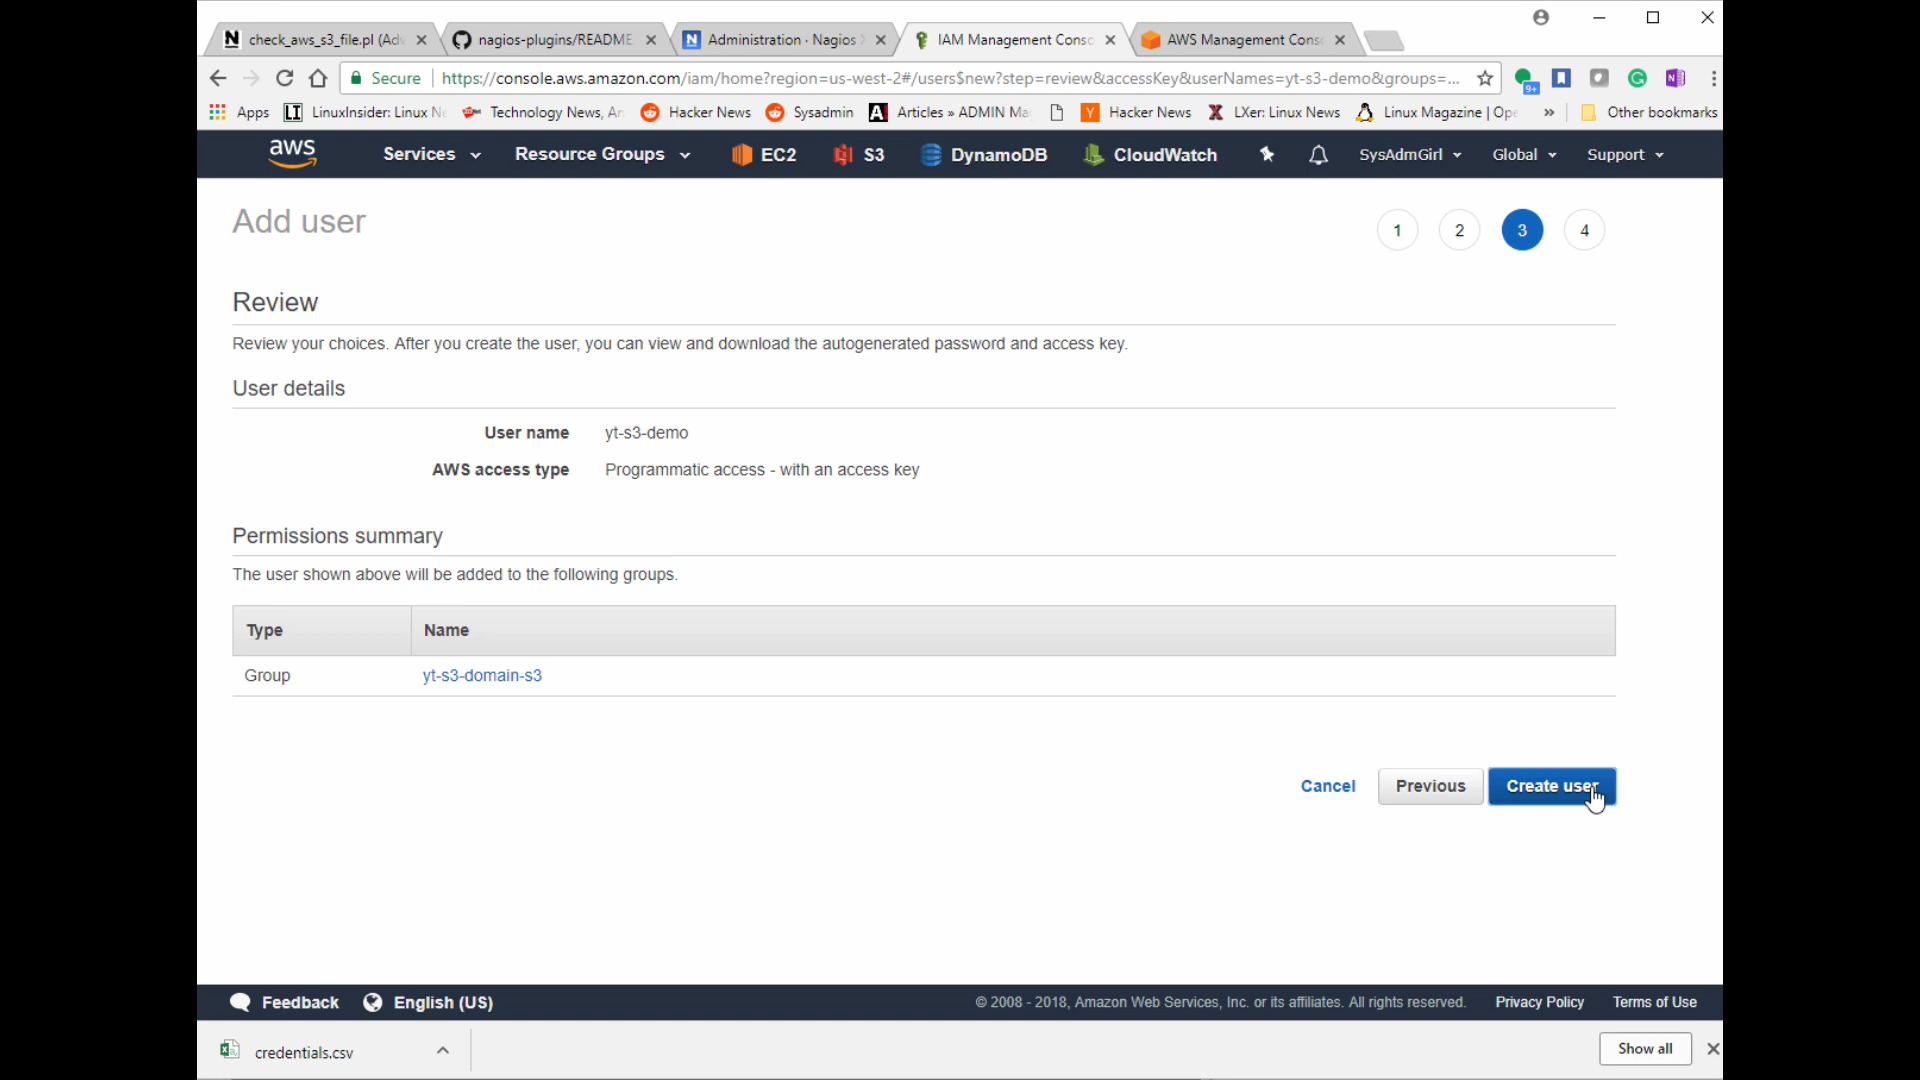 check_aws_s3_file.pl (Adv
nagios-plugins/README.
Administration · Nagios
IAM Management Conso
AWS Management Cons
Secure
https://console.aws.amazon.com/iam/home?region=us-west-2#/users$new?step=review&accessKey&userNames=yt-s3-demo&groups=...
9+
Apps
LI
LinuxInsider: Linux Ne
Technology News, An
Hacker News
Sysadmin
Articles » ADMIN Ma
Hacker News
LXer: Linux News
Linux Magazine | Ope
»
Other bookmarks
aws
Services
Resource Groups
EC2
S3
DynamoDB
CloudWatch
SysAdmGirl
Global
Support
Add user
1
2
3
4
Review
Review your choices. After you create the user, you can view and download the autogenerated password and access key.
User details
User name yt-s3-demo
AWS access type Programmatic access - with an access key
Permissions summary
The user shown above will be added to the following groups.
Type Name
Group yt-s3-domain-s3
Cancel
Previous
Create user
Feedback
English (US)
© 2008 - 2018, Amazon Web Services, Inc. or its affiliates. All rights reserved.
Privacy Policy
Terms of Use
credentials.csv
Show all